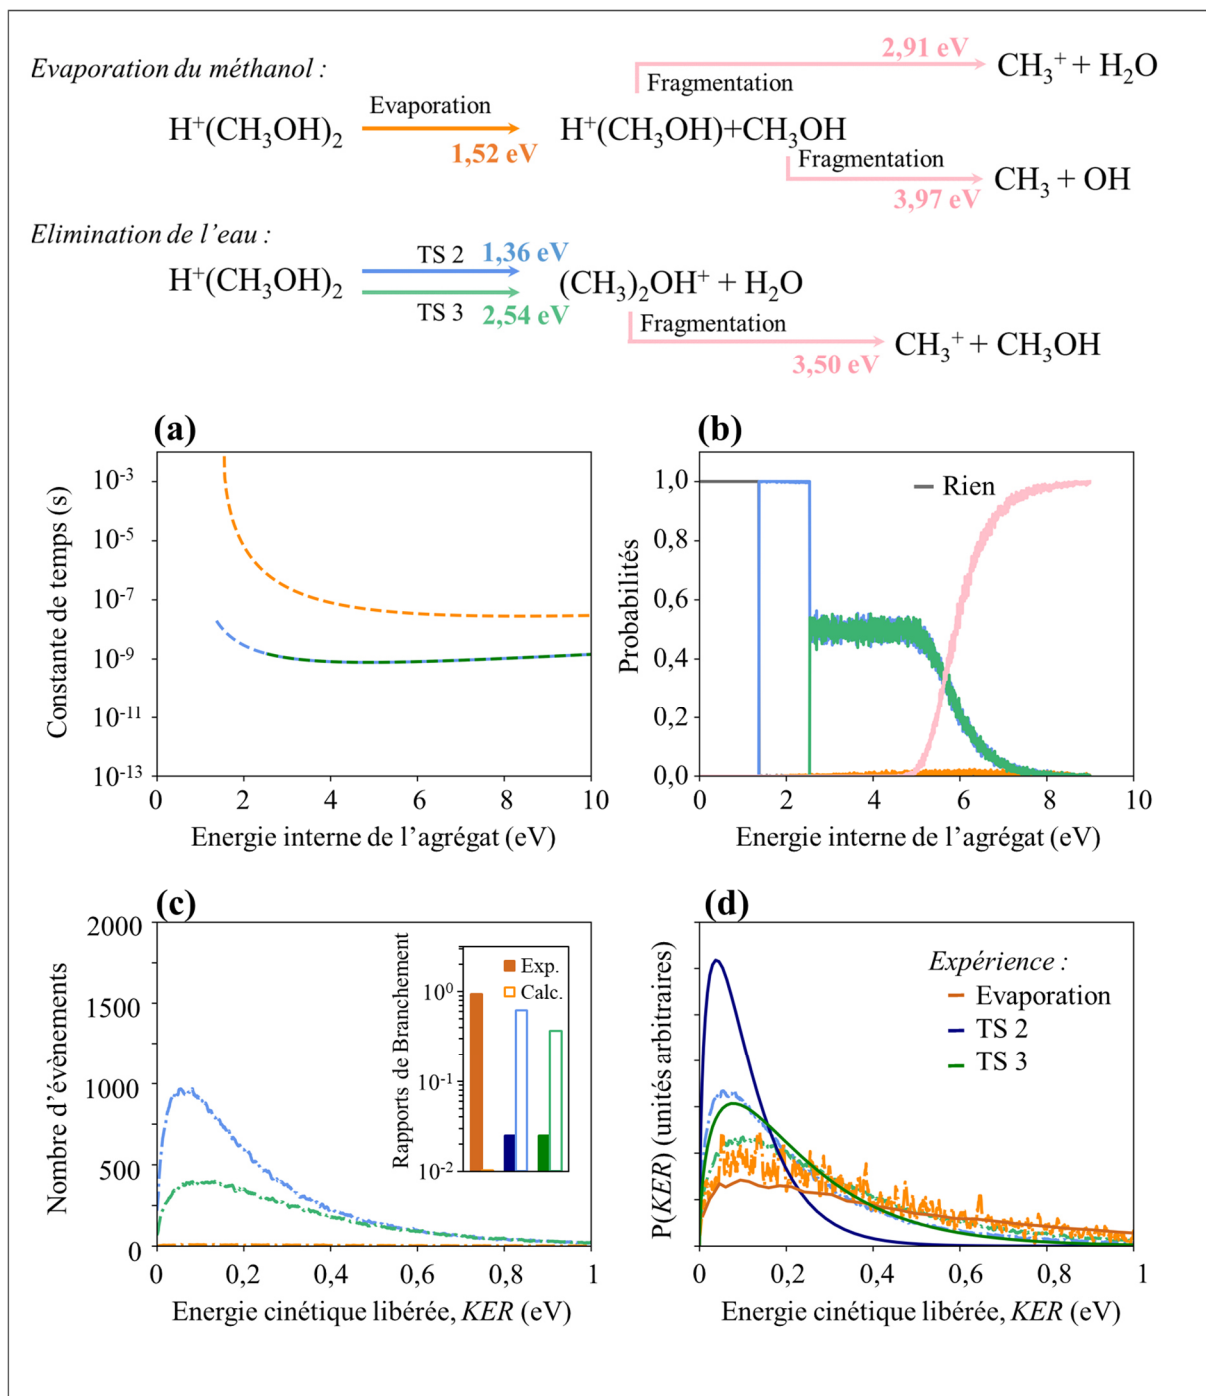 Evaporation du méthanol :
2,91 eV
CH₃⁺ + H₂O
Fragmentation
Evaporation
H⁺(CH₃OH)₂
H⁺(CH₃OH)+CH₃OH
1,52 eV
Fragmentation
CH₃ + OH
3,97 eV
Elimination de l’eau :
TS 2 1,36 eV
H⁺(CH₃OH)₂
(CH₃)₂OH⁺ + H₂O
TS 3 2,54 eV
Fragmentation
CH₃⁺ + CH₃OH
3,50 eV
(a)
Constante de temps (s)
10⁻³
10⁻⁵
10⁻⁷
10⁻⁹
10⁻¹¹
10⁻¹³
0 2 4 6 8 10
Energie interne de l’agrégat (eV)
(b)
Probabilités
1,0
0,8
0,6
0,4
0,2
0,0
Rien
0 2 4 6 8 10
Energie interne de l’agrégat (eV)
(c)
Nombre d’évènements
2000
1500
1000
500
0
Rapports de Branchement
10⁰
10⁻¹
10⁻²
Exp.
Calc.
0 0,2 0,4 0,6 0,8 1
Energie cinétique libérée, KER (eV)
(d)
P(KER) (unités arbitraires)
Expérience :
Evaporation
TS 2
TS 3
0 0,2 0,4 0,6 0,8 1
Energie cinétique libérée, KER (eV)